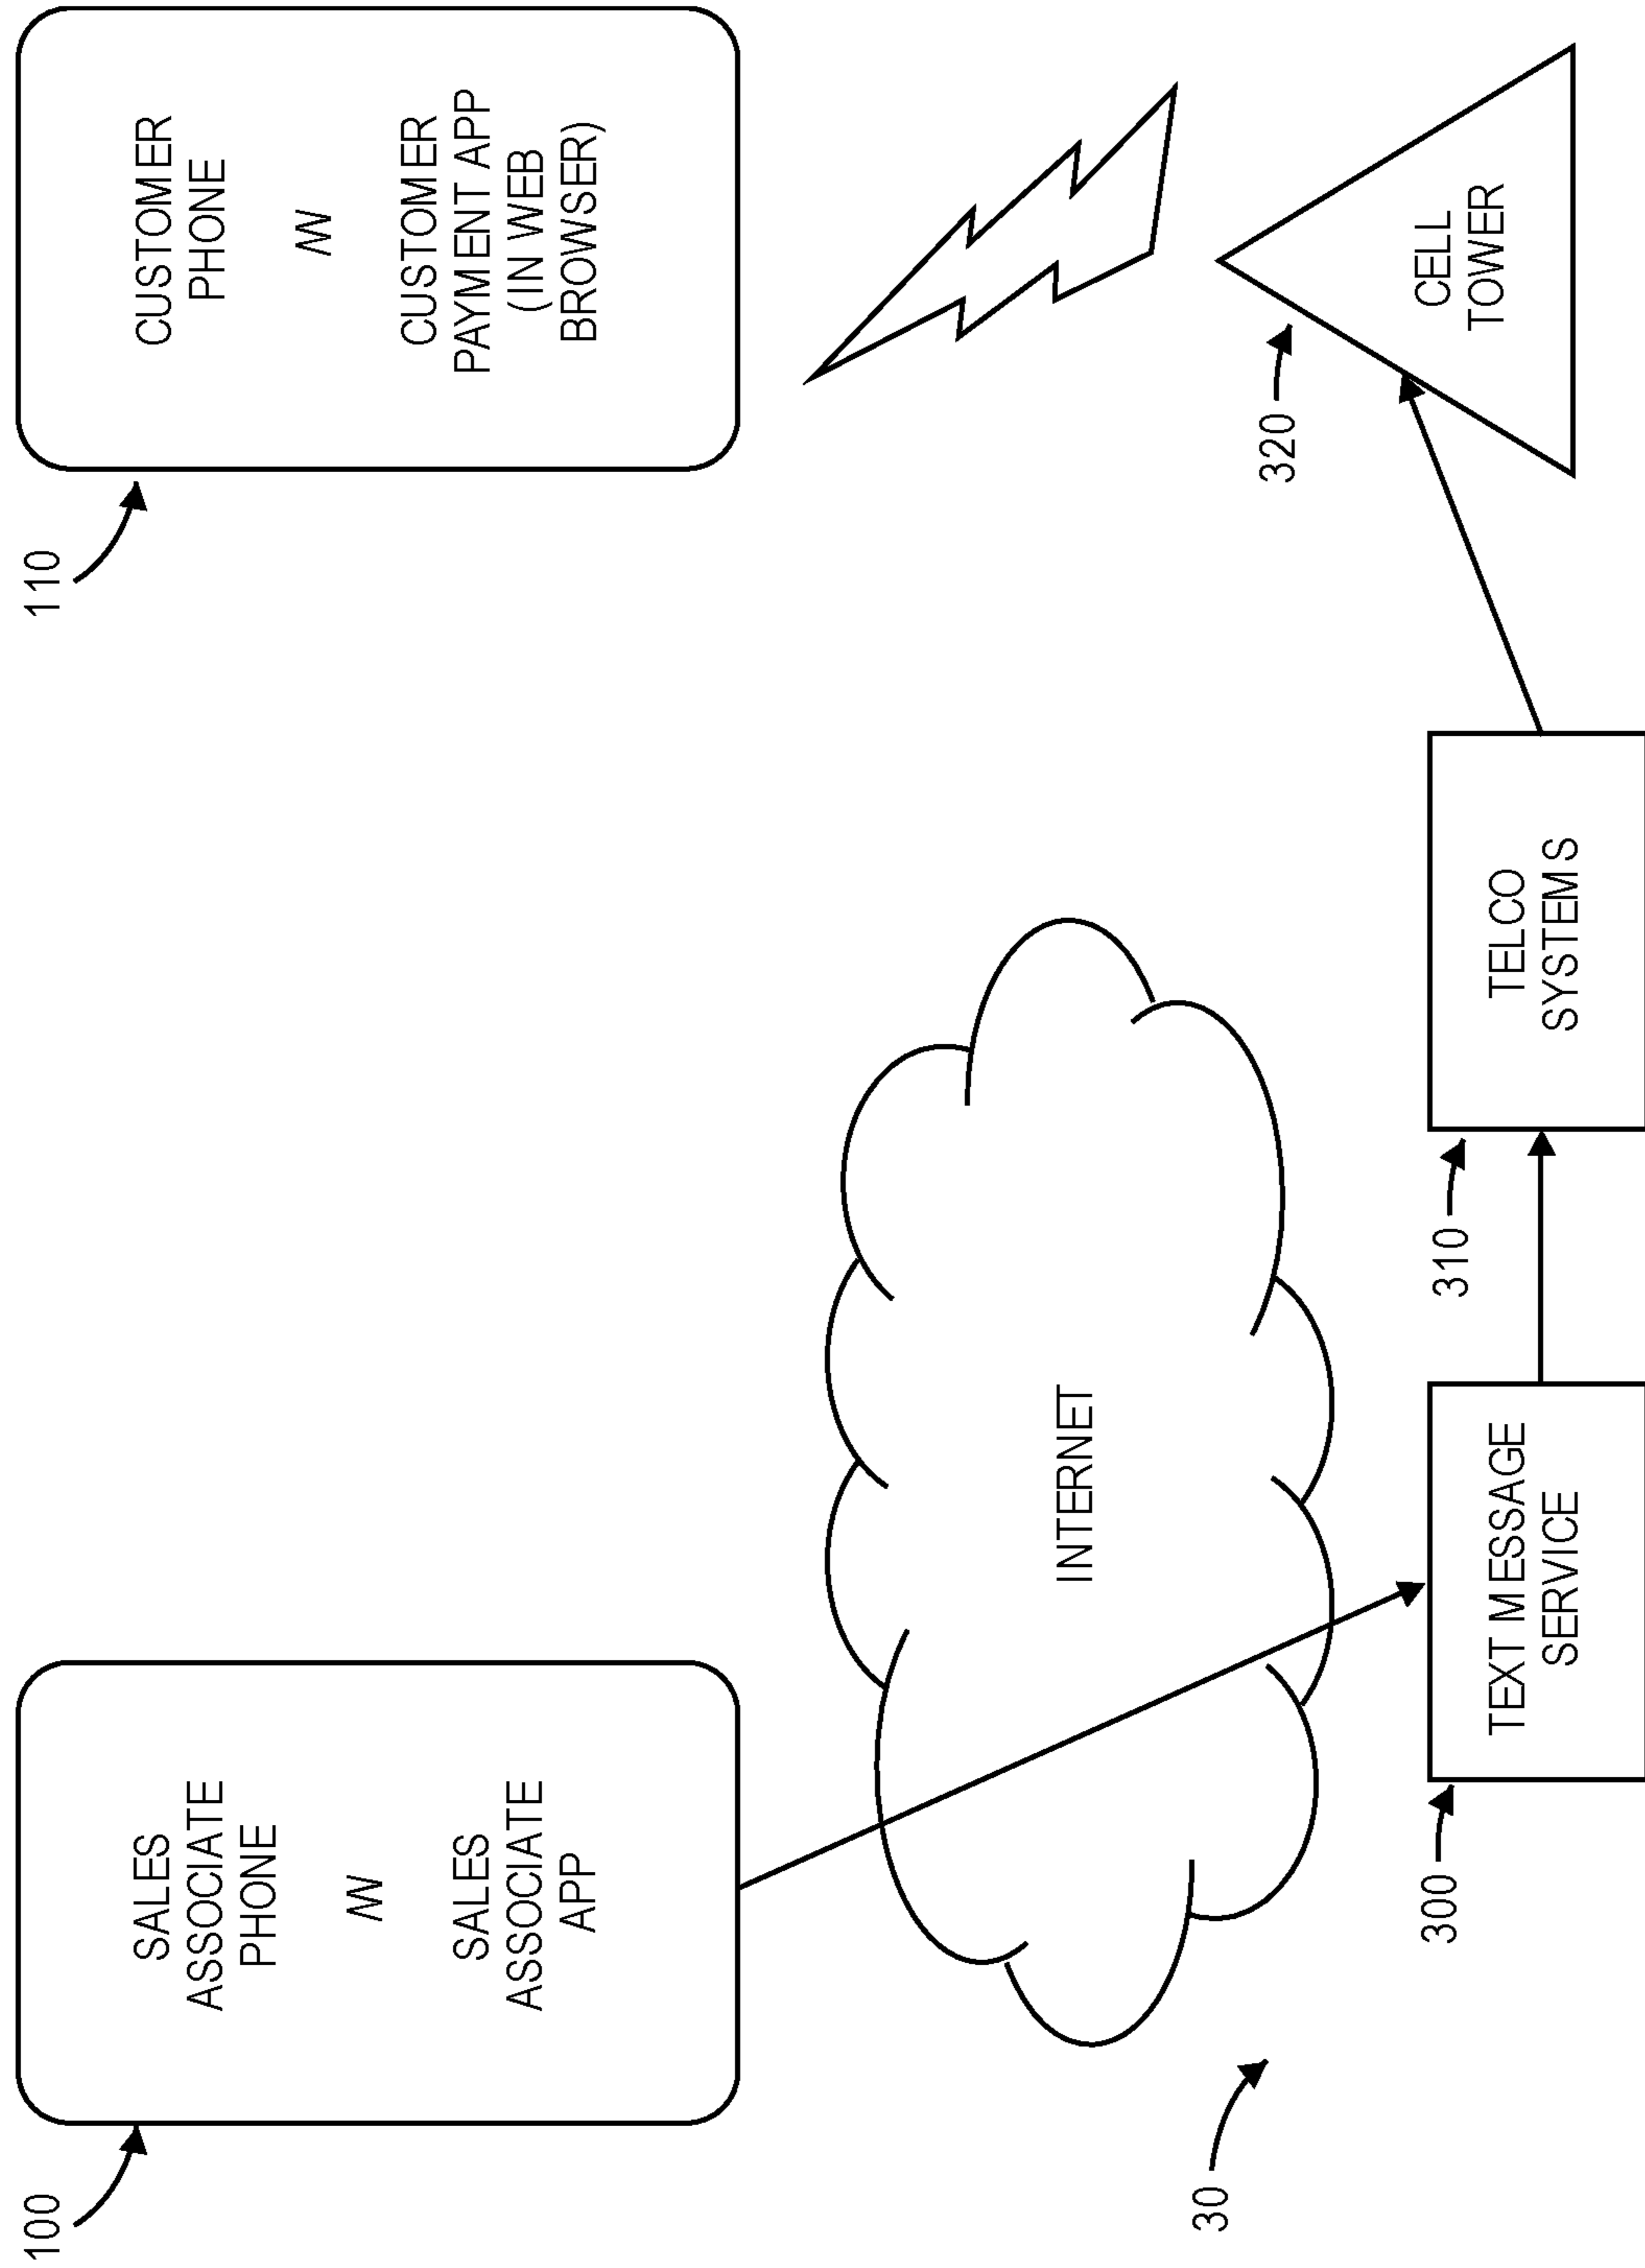 100
SALES
ASSOCIATE
PHONE
W
SALES
ASSOCIATE
APP
110
CUSTOMER
PHONE
W
CUSTOMER
PAYMENT APP
(IN WEB
BROWSER)
INTERNET
30
300
TEXT MESSAGE
SERVICE
310
TELCO
SYSTEMS
320
CELL
TOWER